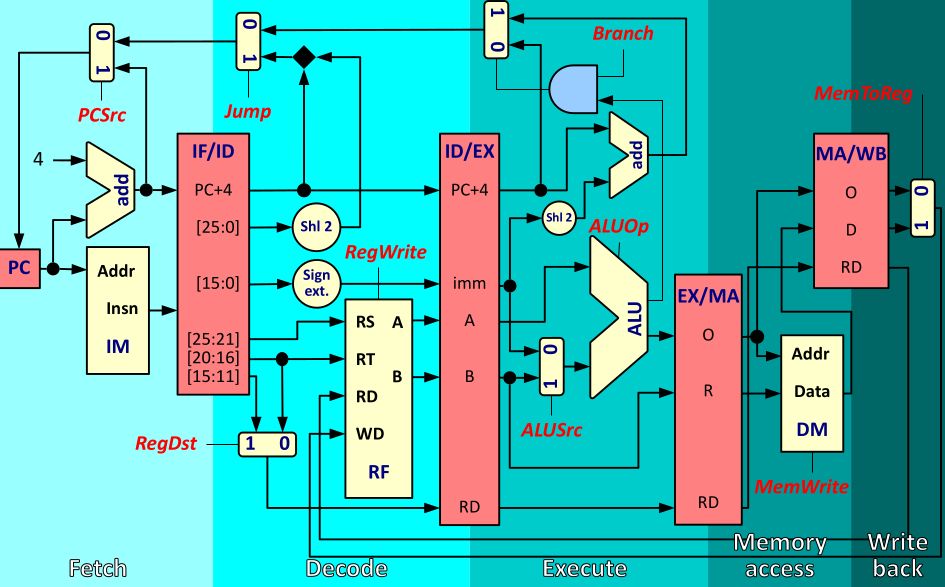 0
1
PCSrc
0
1
Jump
1
0
Branch
MemToReg
4
add
IF/ID
PC+4
[25:0]
[15:0]
[25:21]
[20:16]
[15:11]
Shl 2
Sign
ext.
RegWrite
PC
Addr
Insn
IM
RS
A
RT
B
RD
WD
RF
RegDst
1
0
ID/EX
PC+4
imm
A
B
RD
add
Shl 2
ALUOp
ALU
0
1
ALUSrc
EX/MA
O
R
RD
MA/WB
O
D
RD
0
1
Addr
Data
DM
MemWrite
Fetch
Decode
Execute
Memory
access
Write
back